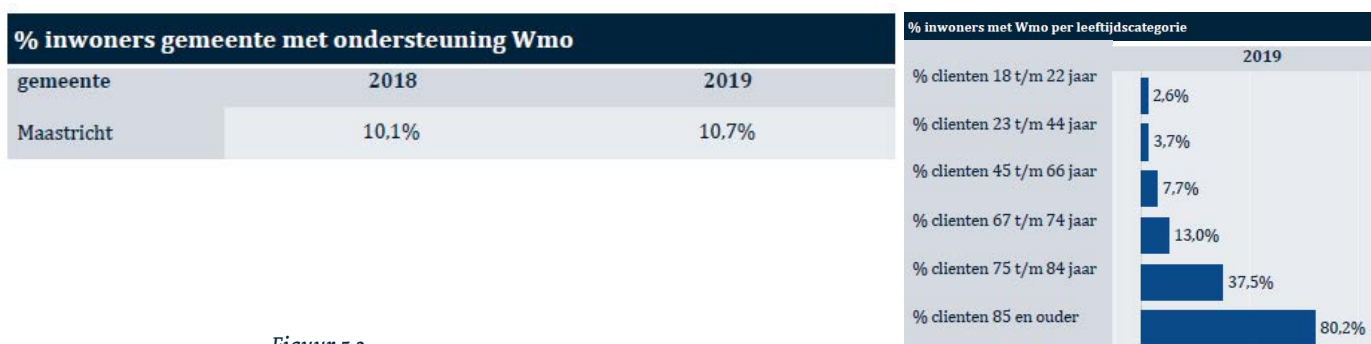 % inwoners gemeente met ondersteuning Wmo
gemeente 2018 2019
Maastricht 10,1% 10,7%
% inwoners met Wmo per leeftijdscategorie
2019
% clienten 18 t/m 22 jaar 2,6%
% clienten 23 t/m 44 jaar 3,7%
% clienten 45 t/m 66 jaar 7,7%
% clienten 67 t/m 74 jaar 13,0%
% clienten 75 t/m 84 jaar 37,5%
% clienten 85 en ouder 80,2%